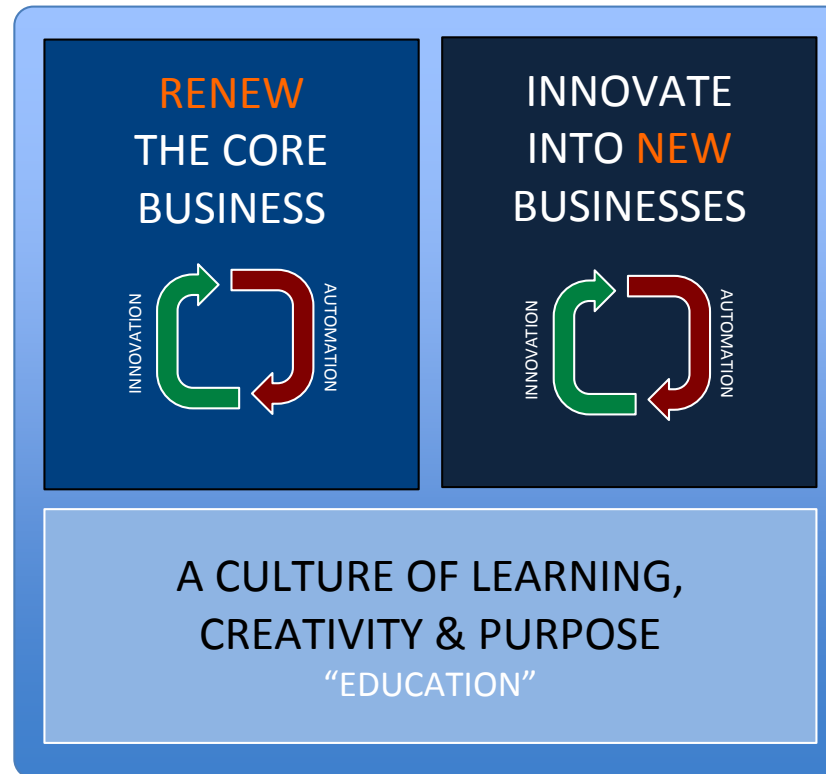 RENEW
THE CORE
BUSINESS
INNOVATION
AUTOMATION
INNOVATE
INTO NEW
BUSINESSES
INNOVATION
AUTOMATION
A CULTURE OF LEARNING,
CREATIVITY & PURPOSE
“EDUCATION”